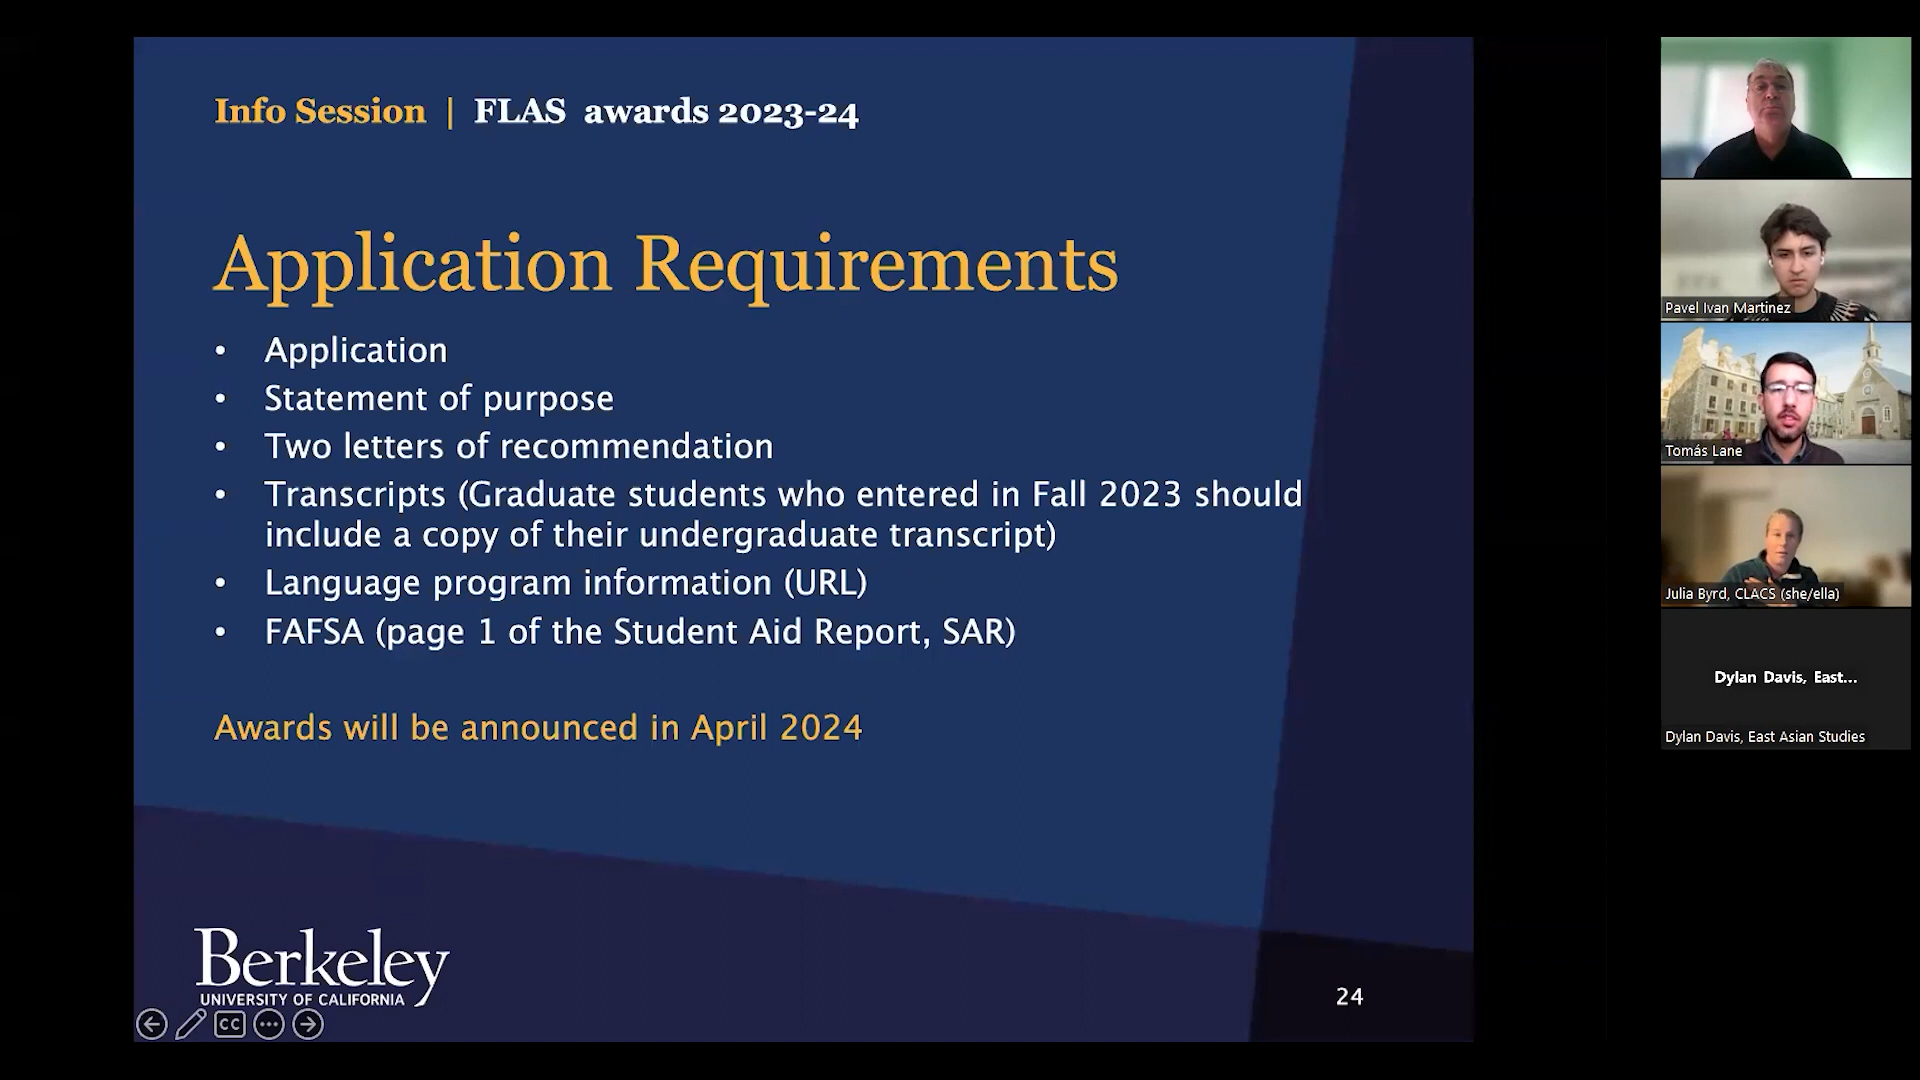 Info Session | FLAS awards 2023-24
Application Requirements
• Application
• Statement of purpose
• Two letters of recommendation
• Transcripts (Graduate students who entered in Fall 2023 should
include a copy of their undergraduate transcript)
• Language program information (URL)
• FAFSA (page 1 of the Student Aid Report, SAR)
Awards will be announced in April 2024
Berkeley
UNIVERSITY OF CALIFORNIA
CC
24
Pavel Ivan Martinez
Tomás Lane
Julia Byrd, CLACS (she/ella)
Dylan Davis, East...
Dylan Davis, East Asian Studies